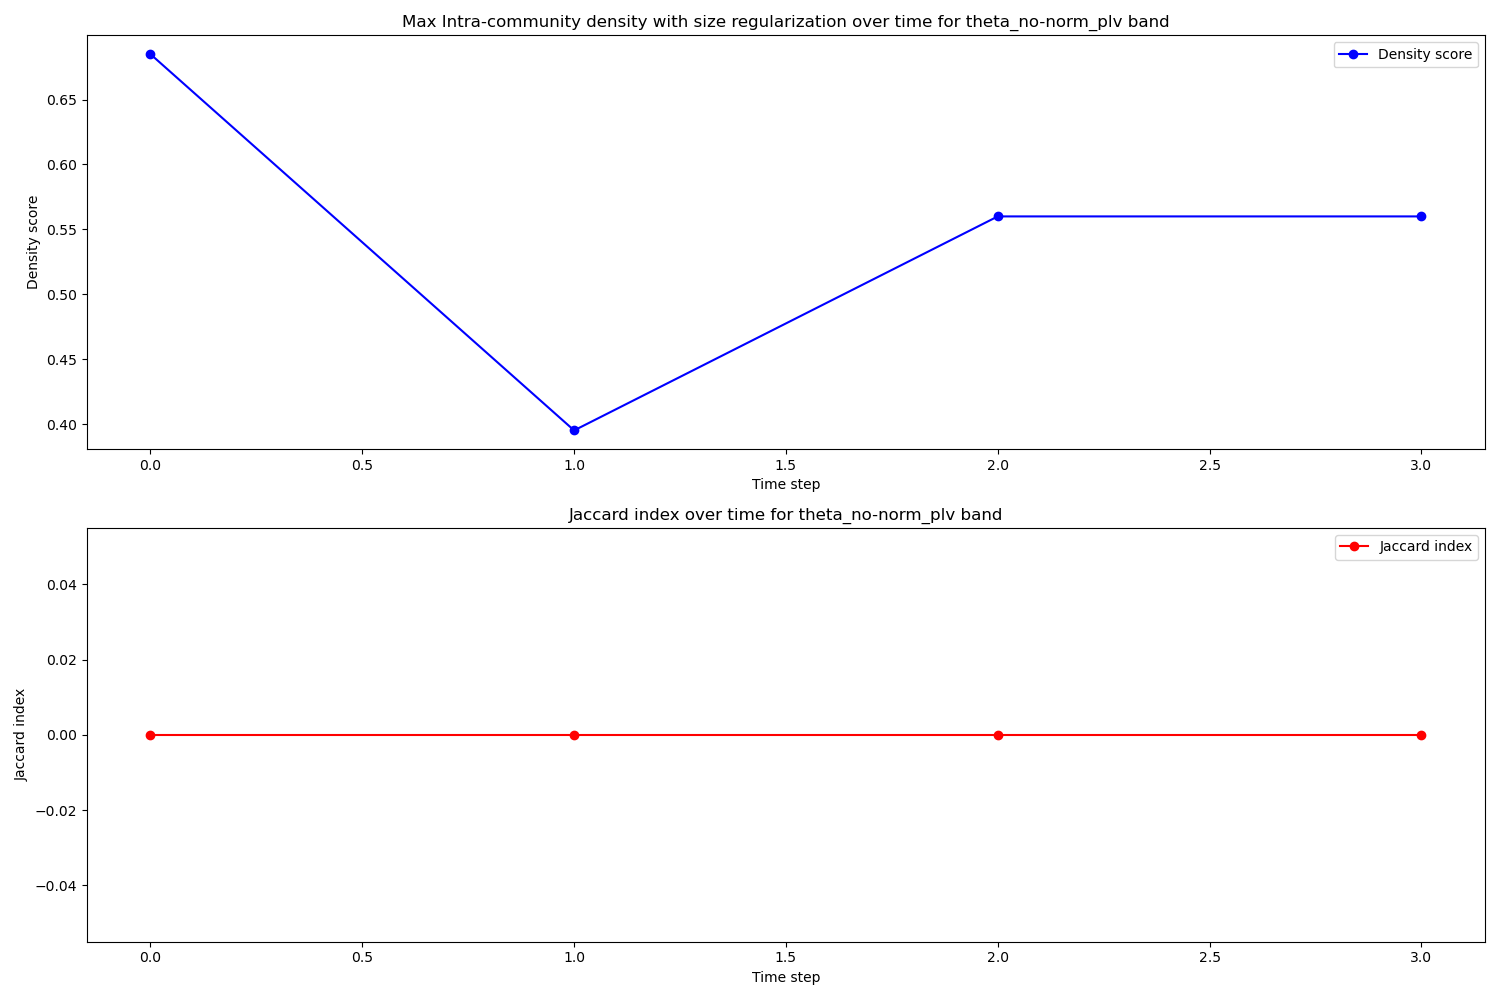 Max Intra-community density with size regularization over time for theta_no-norm_plv band
Density score
0.65
0.60
0.55
0.50
0.45
0.40
Density score
0.0 0.5 1.0 1.5 2.0 2.5 3.0
Time step
Jaccard index over time for theta_no-norm_plv band
Jaccard index
0.04
0.02
0.00
−0.02
−0.04
Jaccard index
0.0 0.5 1.0 1.5 2.0 2.5 3.0
Time step